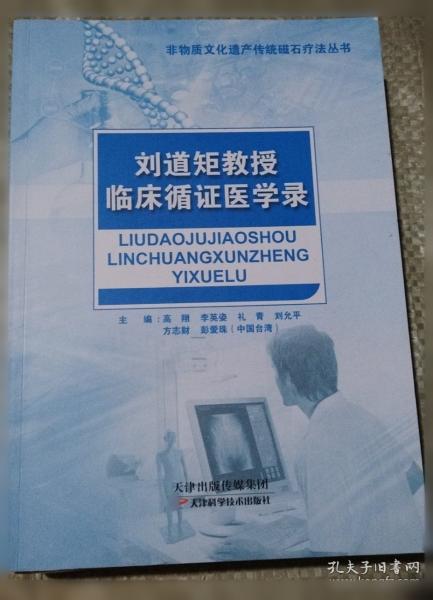 非物质文化遗产传统磁石疗法丛书
刘道矩教授
临床循证医学录
LIUDAOJUJIAOSHOU
LINCHUANGXUNZHENG
YIXUELU
主 编：高 翔 李英姿 礼 青 刘允平
方志财 彭爱珠（中国台湾）
天津出版传媒集团
天津科学技术出版社
孔夫子旧书网